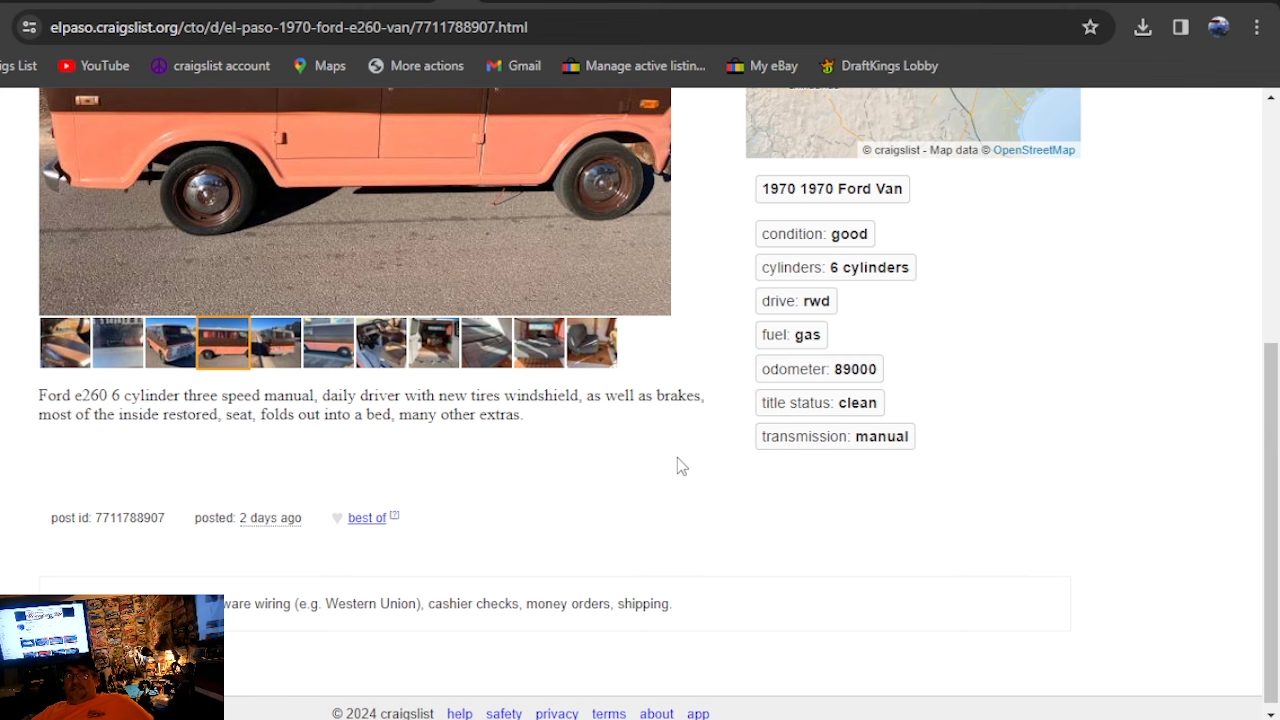 elpaso.craigslist.org/cto/d/el-paso-1970-ford-e260-van/7711788907.html
igs List YouTube craigslist account Maps More actions Gmail Manage active listin... My eBay DraftKings Lobby
© craigslist - Map data © OpenStreetMap
1970 1970 Ford Van
condition: good
cylinders: 6 cylinders
drive: rwd
fuel: gas
odometer: 89000
title status: clean
transmission: manual
Ford e260 6 cylinder three speed manual, daily driver with new tires windshield, as well as brakes,
most of the inside restored, seat, folds out into a bed, many other extras.
post id: 7711788907 posted: 2 days ago ♥ best of [?]
ware wiring (e.g. Western Union), cashier checks, money orders, shipping.
© 2024 craigslist help safety privacy terms about app